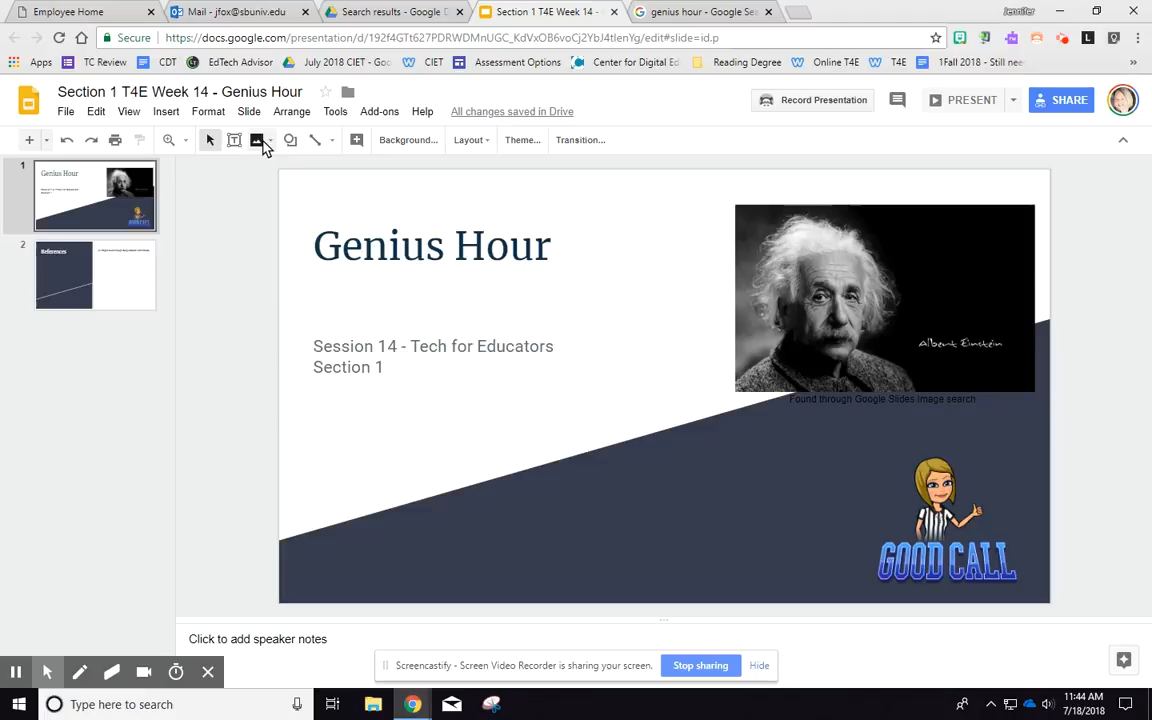 Employee Home
Mail - jfox@sbuniv.edu
Search results - Google D
Section 1 T4E Week 14 -
genius hour - Google Sea
Jennifer
Secure
https://docs.google.com/presentation/d/192f4GTt627PDRWDMnUGC_KdVxOB6voCj2YbJ4tlenYg/edit#slide=id.p
Apps
TC Review
CDT
EdTech Advisor
July 2018 CIET - Goo
CIET
Assessment Options
Center for Digital Ed
Reading Degree
Online T4E
T4E
1Fall 2018 - Still nee
Section 1 T4E Week 14 - Genius Hour
File Edit View Insert Format Slide Arrange Tools Add-ons Help
All changes saved in Drive
Record Presentation
PRESENT
SHARE
Background...
Layout
Theme...
Transition...
1
Genius Hour
2
References
Genius Hour
Session 14 - Tech for Educators
Section 1
Albert Einstein
Found through Google Slides image search
GOOD CALL
Click to add speaker notes
Screencastify - Screen Video Recorder is sharing your screen.
Stop sharing
Hide
Type here to search
11:44 AM
7/18/2018